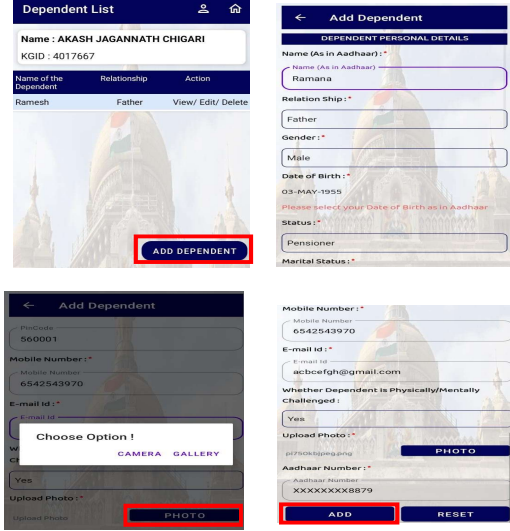 Dependent List
Name : AKASH JAGANNATH CHIGARI
KGID : 4017667
Name of the Dependent Relationship Action
Ramesh Father View/ Edit/ Delete
ADD DEPENDENT
← Add Dependent
DEPENDENT PERSONAL DETAILS
Name (As in Aadhaar) : *
Name (As in Aadhaar)
Ramana
Relation Ship : *
Father
Gender : *
Male
Date of Birth : *
03-MAY-1955
Please select your Date of Birth as in Aadhaar
Status : *
Pensioner
Marital Status : *
← Add Dependent
PinCode
560001
Mobile Number : *
Mobile Number
6542543970
E-mail Id : *
E-mail Id
Choose Option !
CAMERA GALLERY
Yes
Upload Photo : *
Upload Photo PHOTO
Mobile Number : *
Mobile Number
6542543970
E-mail Id : *
E-mail Id
acbcefgh@gmail.com
Whether Dependent is Physically/Mentally
Challenged :
Yes
Upload Photo : *
PHOTO
Aadhaar Number : *
Aadhaar Number
XXXXXXXX8879
ADD RESET